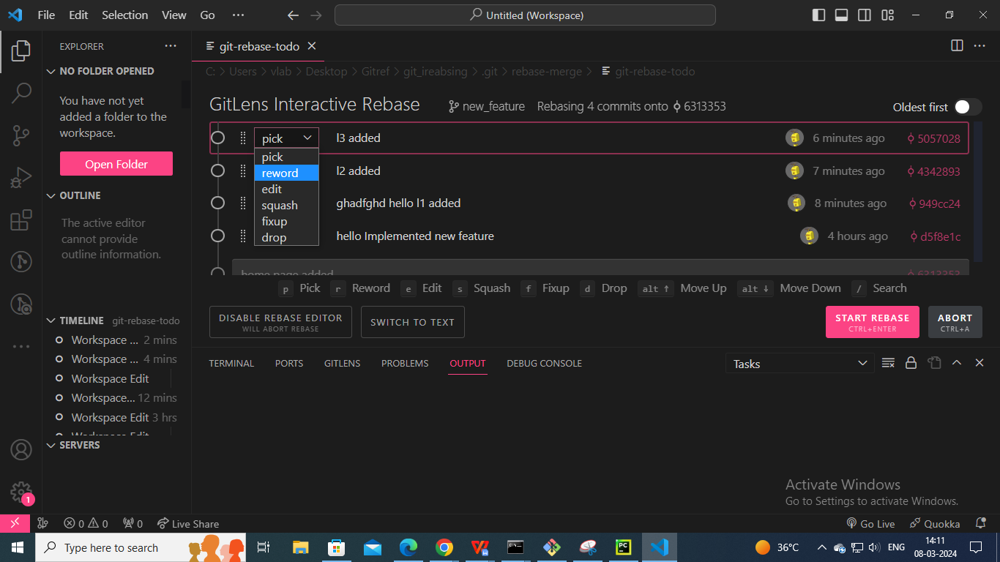 File Edit Selection View Go ··· Untitled (Workspace)
EXPLORER ···
NO FOLDER OPENED
You have not yet
added a folder to the
workspace.
Open Folder
OUTLINE
The active editor
cannot provide
outline information.
TIMELINE git-rebase-todo
Workspace ... 2 mins
Workspace ... 4 mins
Workspace Edit
Workspace... 12 mins
Workspace Edit 3 hrs
Workspace Edit
SERVERS
1
git-rebase-todo
C: > Users > vlab > Desktop > Gitref > git_ireabsing > .git > rebase-merge > git-rebase-todo
GitLens Interactive Rebase new_feature Rebasing 4 commits onto 6313353 Oldest first
pick l3 added 6 minutes ago 5057028
pick
reword
edit
squash
fixup
drop
l2 added 7 minutes ago 4342893
ghadfghd hello l1 added 8 minutes ago 949cc24
hello Implemented new feature 4 hours ago d5f8e1c
home page added 6313353
p Pick r Reword e Edit s Squash f Fixup d Drop alt ↑ Move Up alt ↓ Move Down / Search
DISABLE REBASE EDITOR
WILL ABORT REBASE
SWITCH TO TEXT
START REBASE
CTRL+ENTER
ABORT
CTRL+A
TERMINAL PORTS GITLENS PROBLEMS OUTPUT DEBUG CONSOLE Tasks
Activate Windows
Go to Settings to activate Windows.
0 0 0 Live Share Go Live Quokka
Type here to search
36°C ENG
14:11
08-03-2024